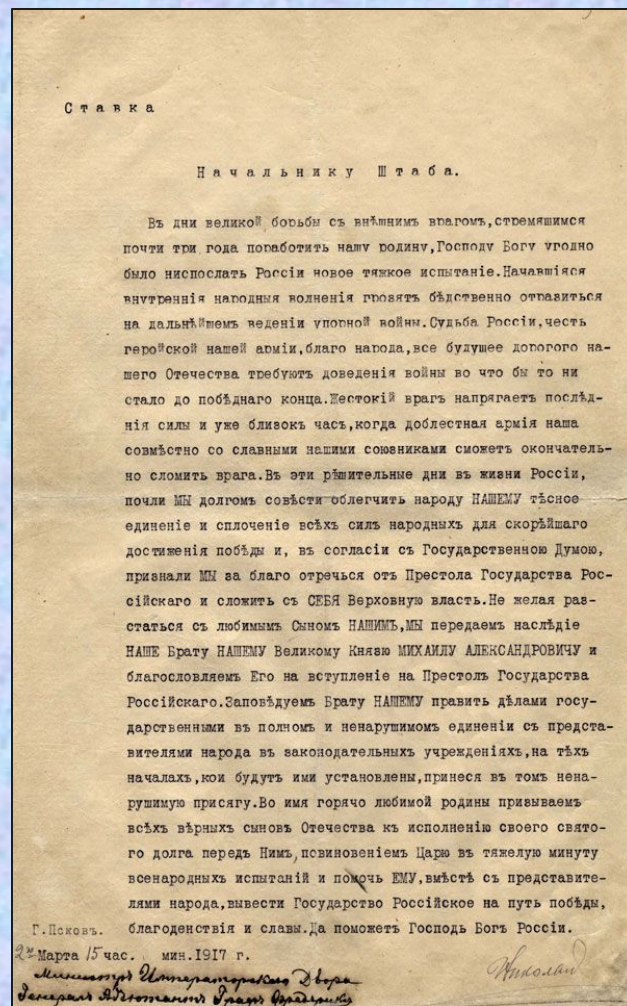 Ставка
Начальнику Штаба.
Въ дни великой борьбы съ внѣшнимъ врагомъ,стремящимся
почти три года поработить нашу родину,Господу Богу угодно
было ниспослать Россіи новое тяжкое испытаніе.Начавшіяся
внутреннія народныя волненія грозятъ бѣдственно отразиться
на дальнѣйшемъ веденіи упорной войны.Судьба Россіи,честь
геройской нашей арміи,благо народа,все будущее дорогого на-
шего Отечества требуютъ доведенія войны во что бы то ни
стало до побѣднаго конца.Жестокій врагъ напрягаетъ послѣд-
нія силы и уже близокъ часъ,когда доблестная армія наша
совмѣстно со славными нашими союзниками сможетъ окончатель-
но сломить врага.Въ эти рѣшительные дни въ жизни Россіи,
почли МЫ долгомъ совѣсти облегчить народу НАШЕМУ тѣсное
единеніе и сплоченіе всѣхъ силъ народныхъ для скорѣйшаго
достиженія побѣды и, въ согласіи съ Государственною Думою,
признали МЫ за благо отречься отъ Престола Государства Рос-
сійскаго и сложить съ СЕБЯ Верховную власть.Не желая раз-
статься съ любимымъ Сыномъ НАШИМЪ,МЫ передаемъ наслѣдіе
НАШЕ Брату НАШЕМУ Великому Князю МИХАИЛУ АЛЕКСАНДРОВИЧУ и
благословляемъ Его на вступленіе на Престолъ Государства
Россійскаго.Заповѣдуемъ Брату НАШЕМУ править дѣлами госу-
дарственными въ полномъ и ненарушимомъ единеніи съ предста-
вителями народа въ законодательныхъ учрежденіяхъ,на тѣхъ
началахъ,кои будутъ ими установлены,принеся въ томъ нена-
рушимую присягу.Во имя горячо любимой родины призываемъ
всѣхъ вѣрныхъ сыновъ Отечества къ исполненію своего свято-
го долга передъ Нимъ,повиновеніемъ Царю въ тяжелую минуту
всенародныхъ испытаній и помочь ЕМУ,вмѣстѣ съ представите-
лями народа,вывести Государство Россійское на путь побѣды,
благоденствія и славы.Да поможетъ Господь Богъ Россіи.
Г.Псковъ.
2го Марта 15 час. мин.1917 г.
Николай
Министръ Императорскаго Двора
Генералъ Адъютантъ Графъ Фредериксъ